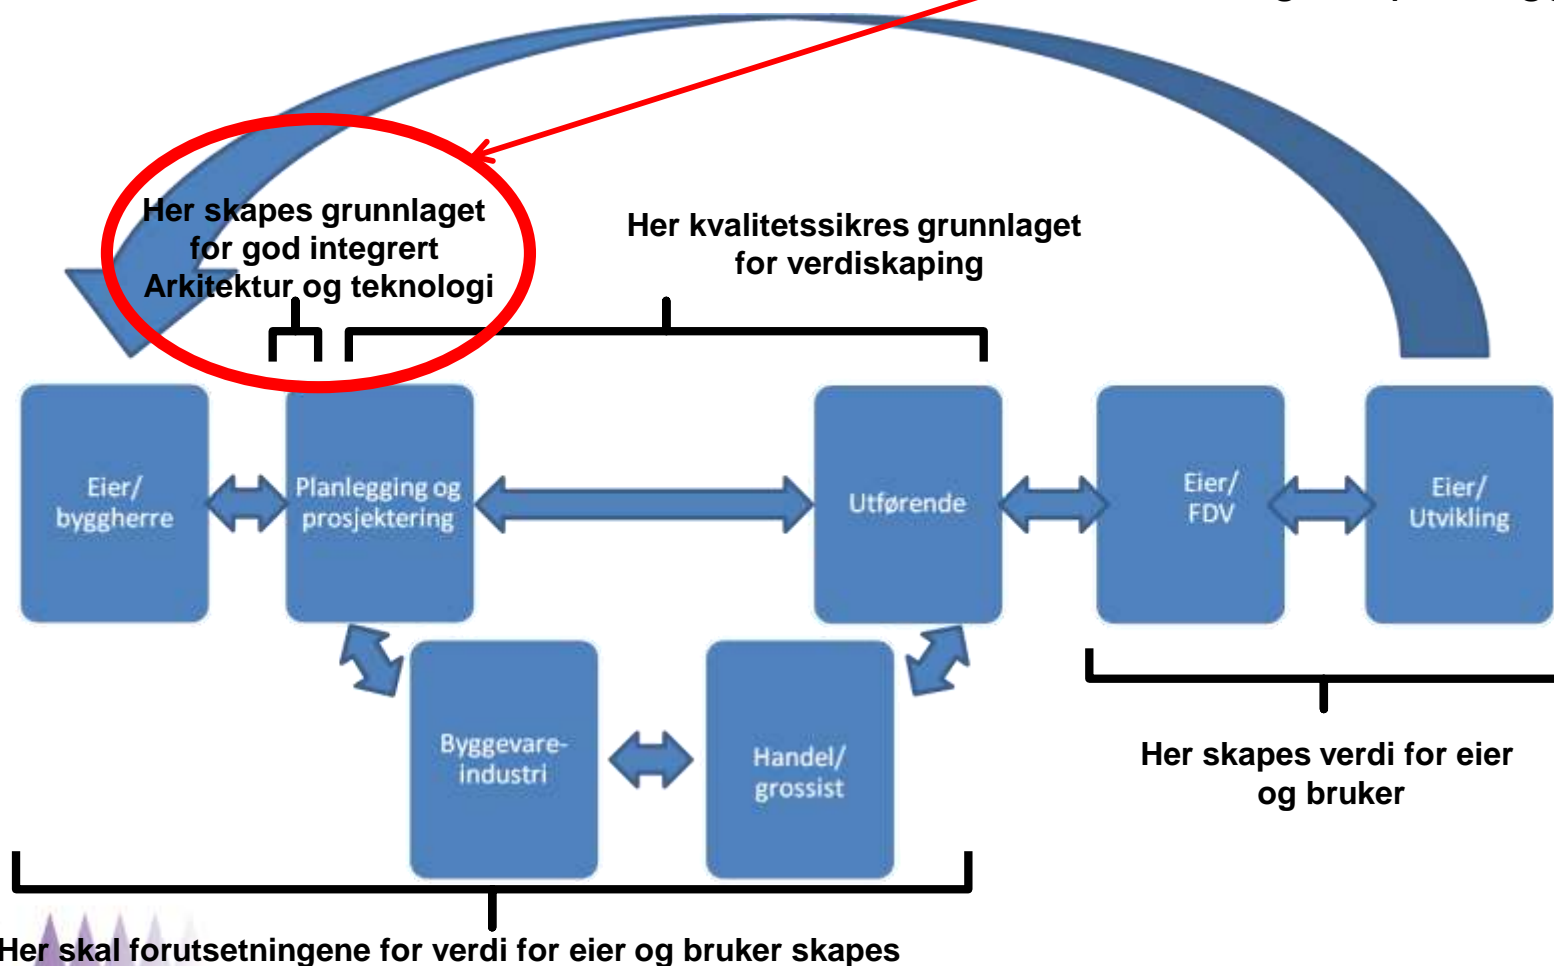 Her skapes grunnlaget
for god integrert
Arkitektur og teknologi
Her kvalitetssikres grunnlaget
for verdiskaping
Eier/
byggherre
Planlegging og
prosjektering
Utførende
Eier/
FDV
Eier/
Utvikling
Byggevare-
industri
Handel/
grossist
Her skapes verdi for eier
og bruker
Her skal forutsetningene for verdi for eier og bruker skapes